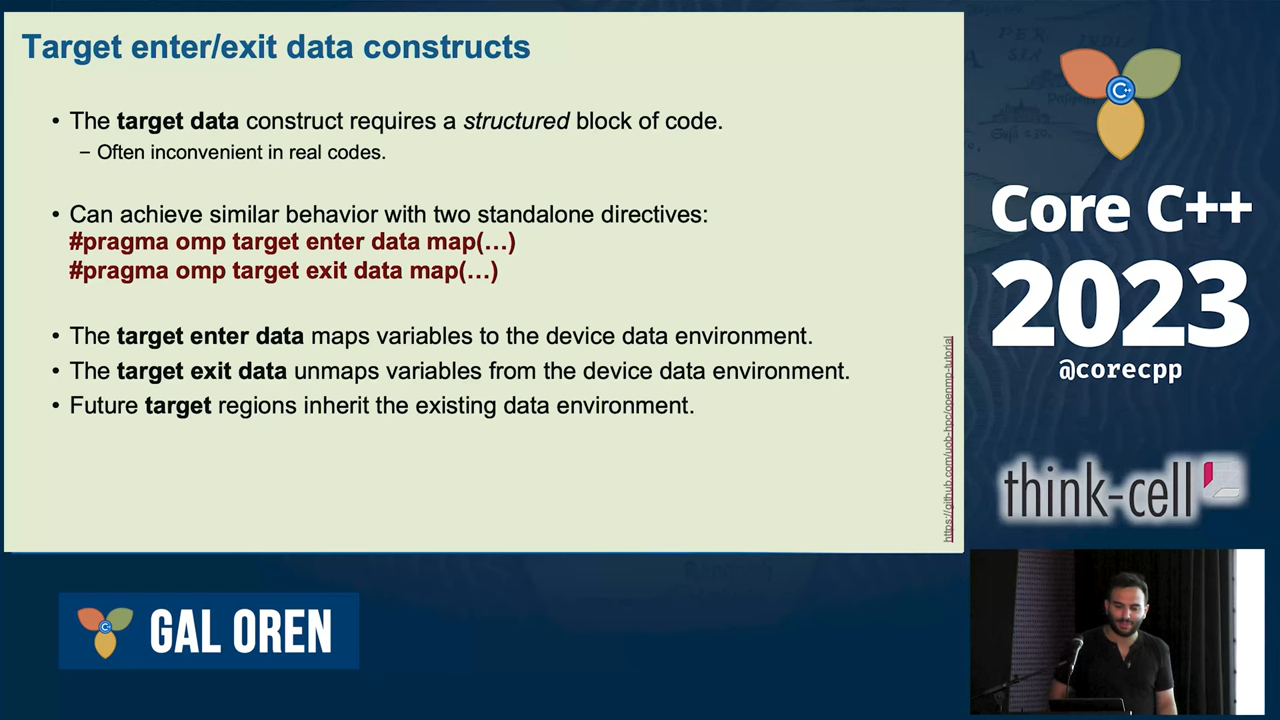 Target enter/exit data constructs
• The target data construct requires a structured block of code.
– Often inconvenient in real codes.
• Can achieve similar behavior with two standalone directives:
#pragma omp target enter data map(…)
#pragma omp target exit data map(…)
• The target enter data maps variables to the device data environment.
• The target exit data unmaps variables from the device data environment.
• Future target regions inherit the existing data environment.
https://github.com/uob-hpc/openmp-tutorial
C++
Core C++
2023
@corecpp
think-cell
C++
GAL OREN